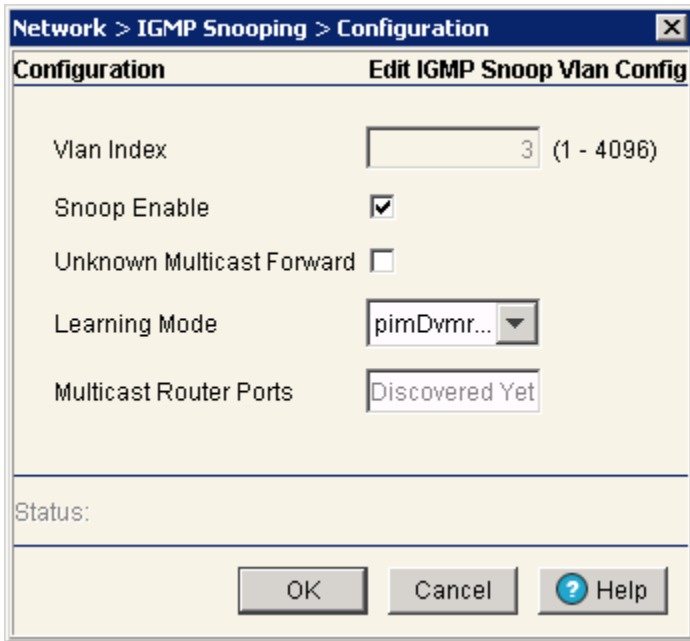 Network > IGMP Snooping > Configuration
Configuration Edit IGMP Snoop Vlan Config
Vlan Index 3 (1 - 4096)
Snoop Enable
Unknown Multicast Forward
Learning Mode pimDvmr...
Multicast Router Ports Discovered Yet
Status:
OK Cancel ? Help